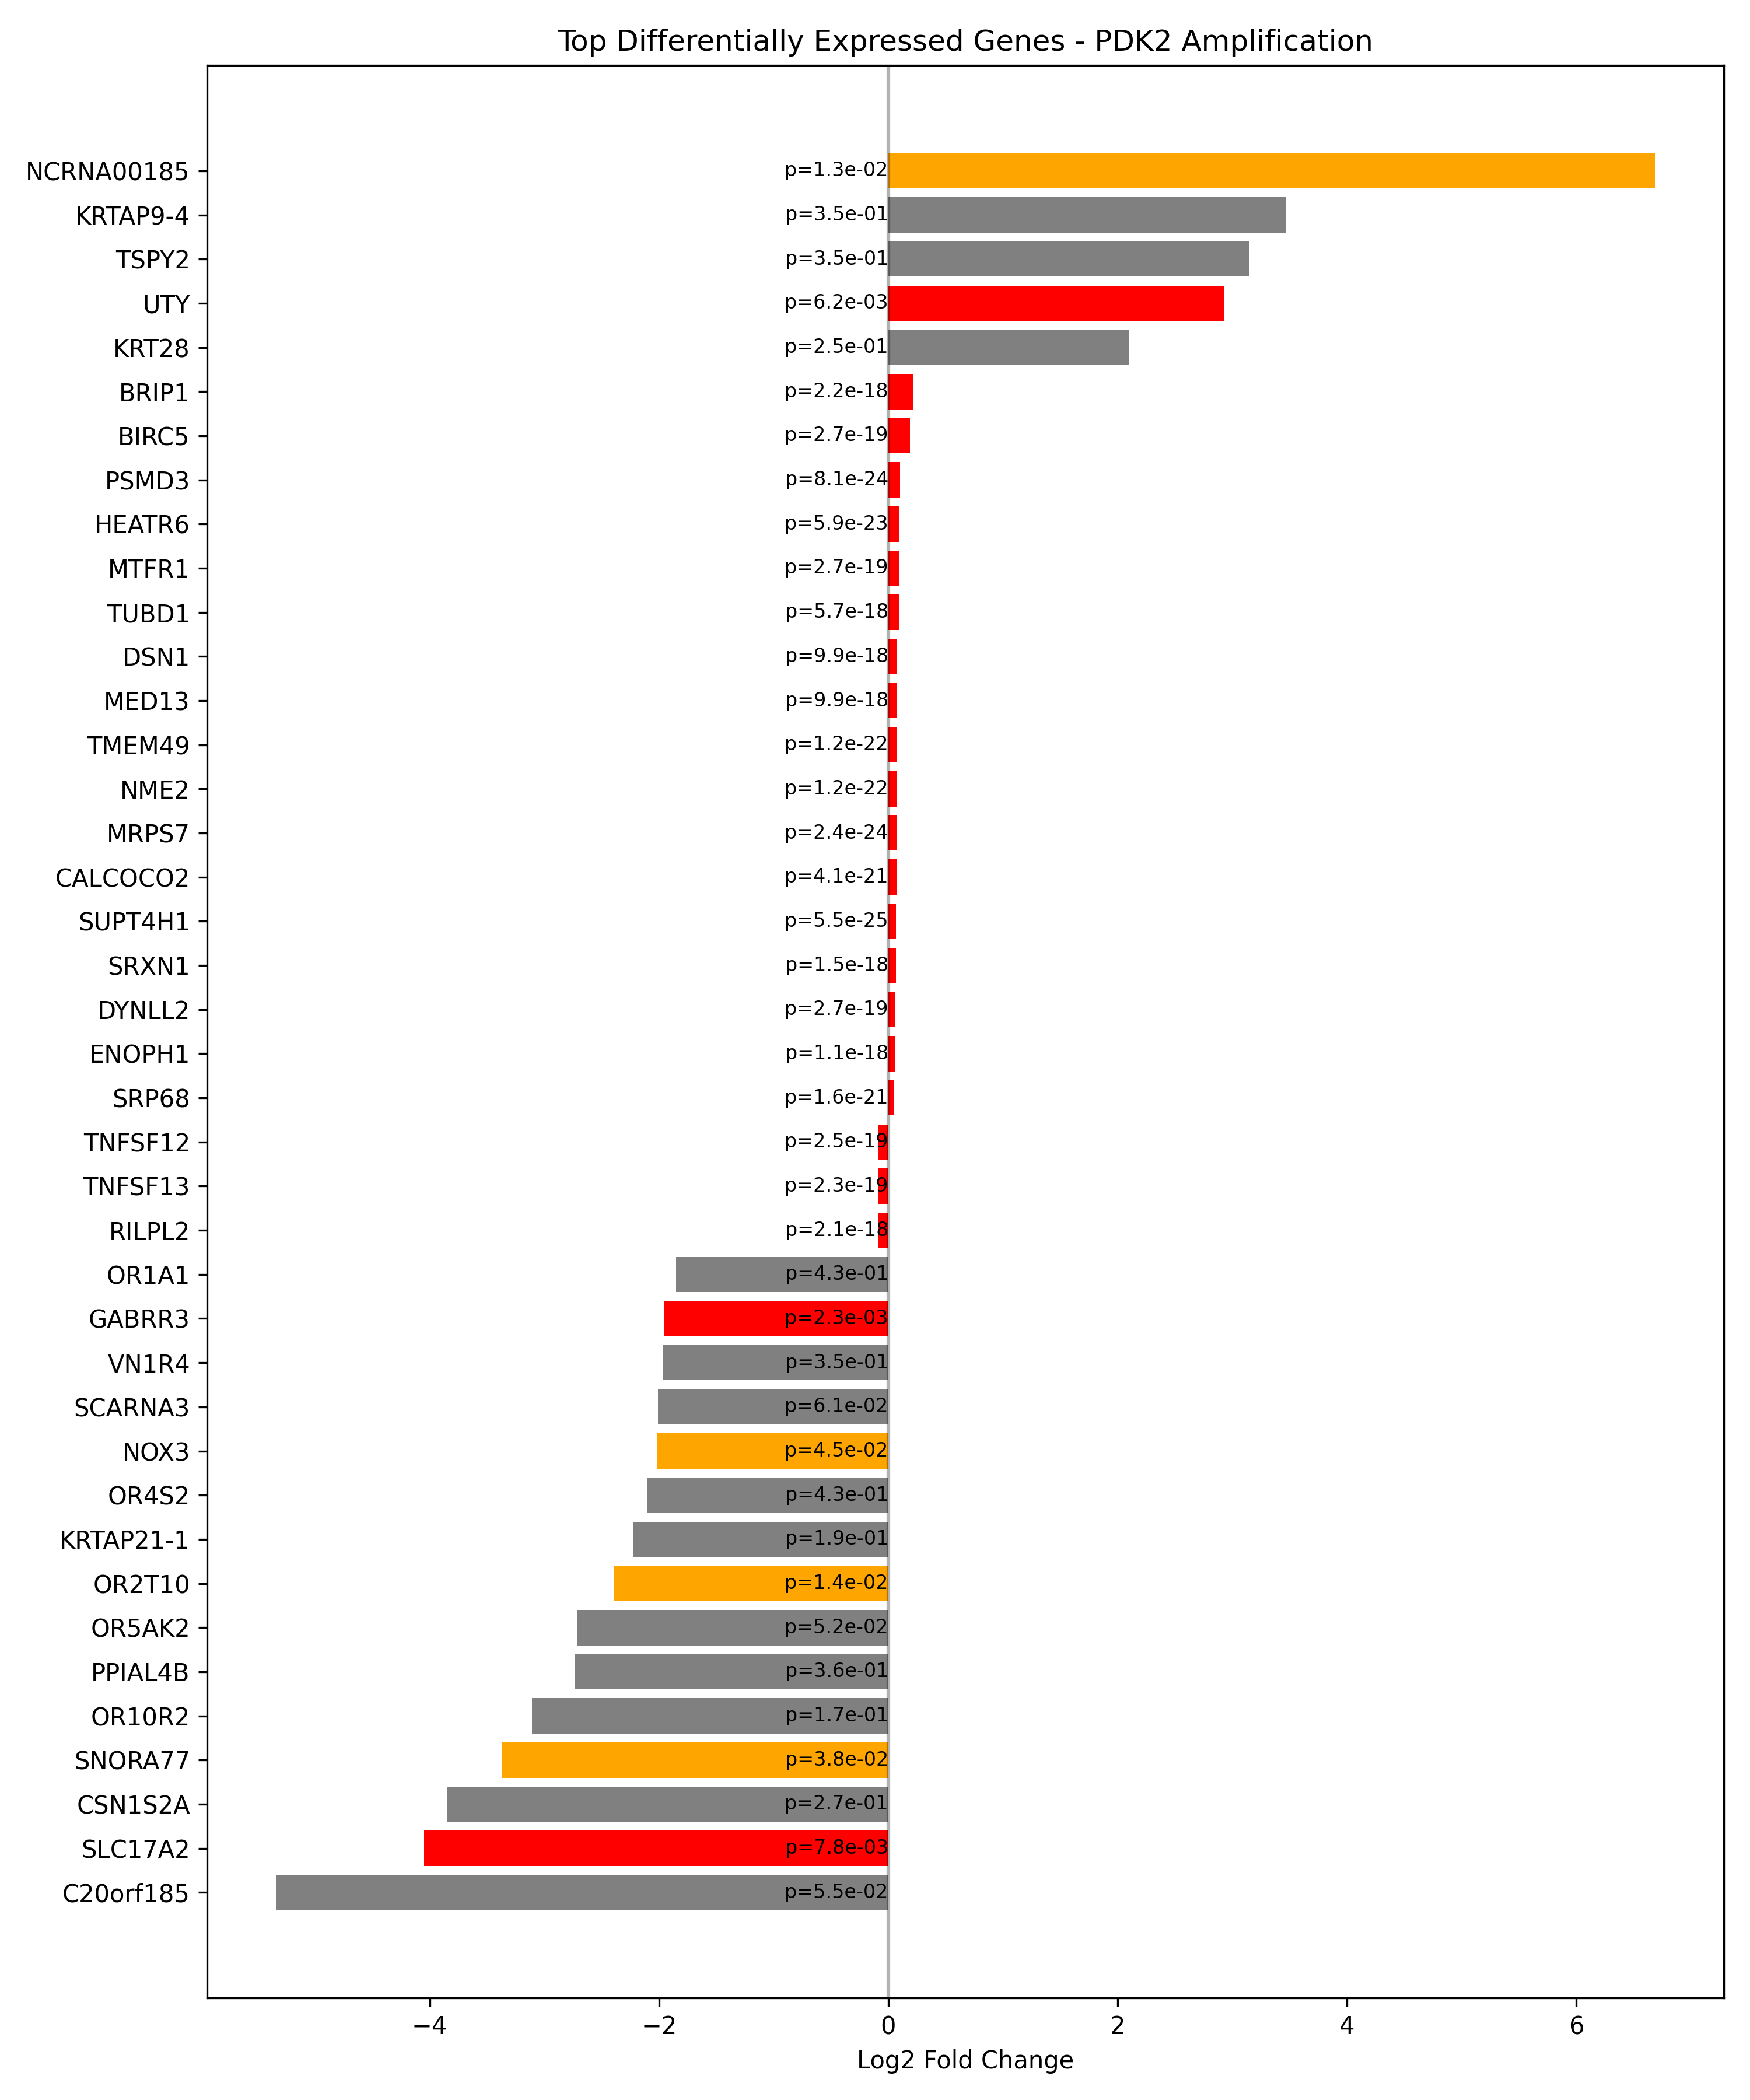 Top Differentially Expressed Genes - PDK2 Amplification
NCRNA00185 p=1.3e-02
KRTAP9-4 p=3.5e-01
TSPY2 p=3.5e-01
UTY p=6.2e-03
KRT28 p=2.5e-01
BRIP1 p=2.2e-18
BIRC5 p=2.7e-19
PSMD3 p=8.1e-24
HEATR6 p=5.9e-23
MTFR1 p=2.7e-19
TUBD1 p=5.7e-18
DSN1 p=9.9e-18
MED13 p=9.9e-18
TMEM49 p=1.2e-22
NME2 p=1.2e-22
MRPS7 p=2.4e-24
CALCOCO2 p=4.1e-21
SUPT4H1 p=5.5e-25
SRXN1 p=1.5e-18
DYNLL2 p=2.7e-19
ENOPH1 p=1.1e-18
SRP68 p=1.6e-21
TNFSF12 p=2.5e-19
TNFSF13 p=2.3e-19
RILPL2 p=2.1e-18
OR1A1 p=4.3e-01
GABRR3 p=2.3e-03
VN1R4 p=3.5e-01
SCARNA3 p=6.1e-02
NOX3 p=4.5e-02
OR4S2 p=4.3e-01
KRTAP21-1 p=1.9e-01
OR2T10 p=1.4e-02
OR5AK2 p=5.2e-02
PPIAL4B p=3.6e-01
OR10R2 p=1.7e-01
SNORA77 p=3.8e-02
CSN1S2A p=2.7e-01
SLC17A2 p=7.8e-03
C20orf185 p=5.5e-02
−4 −2 0 2 4 6
Log2 Fold Change